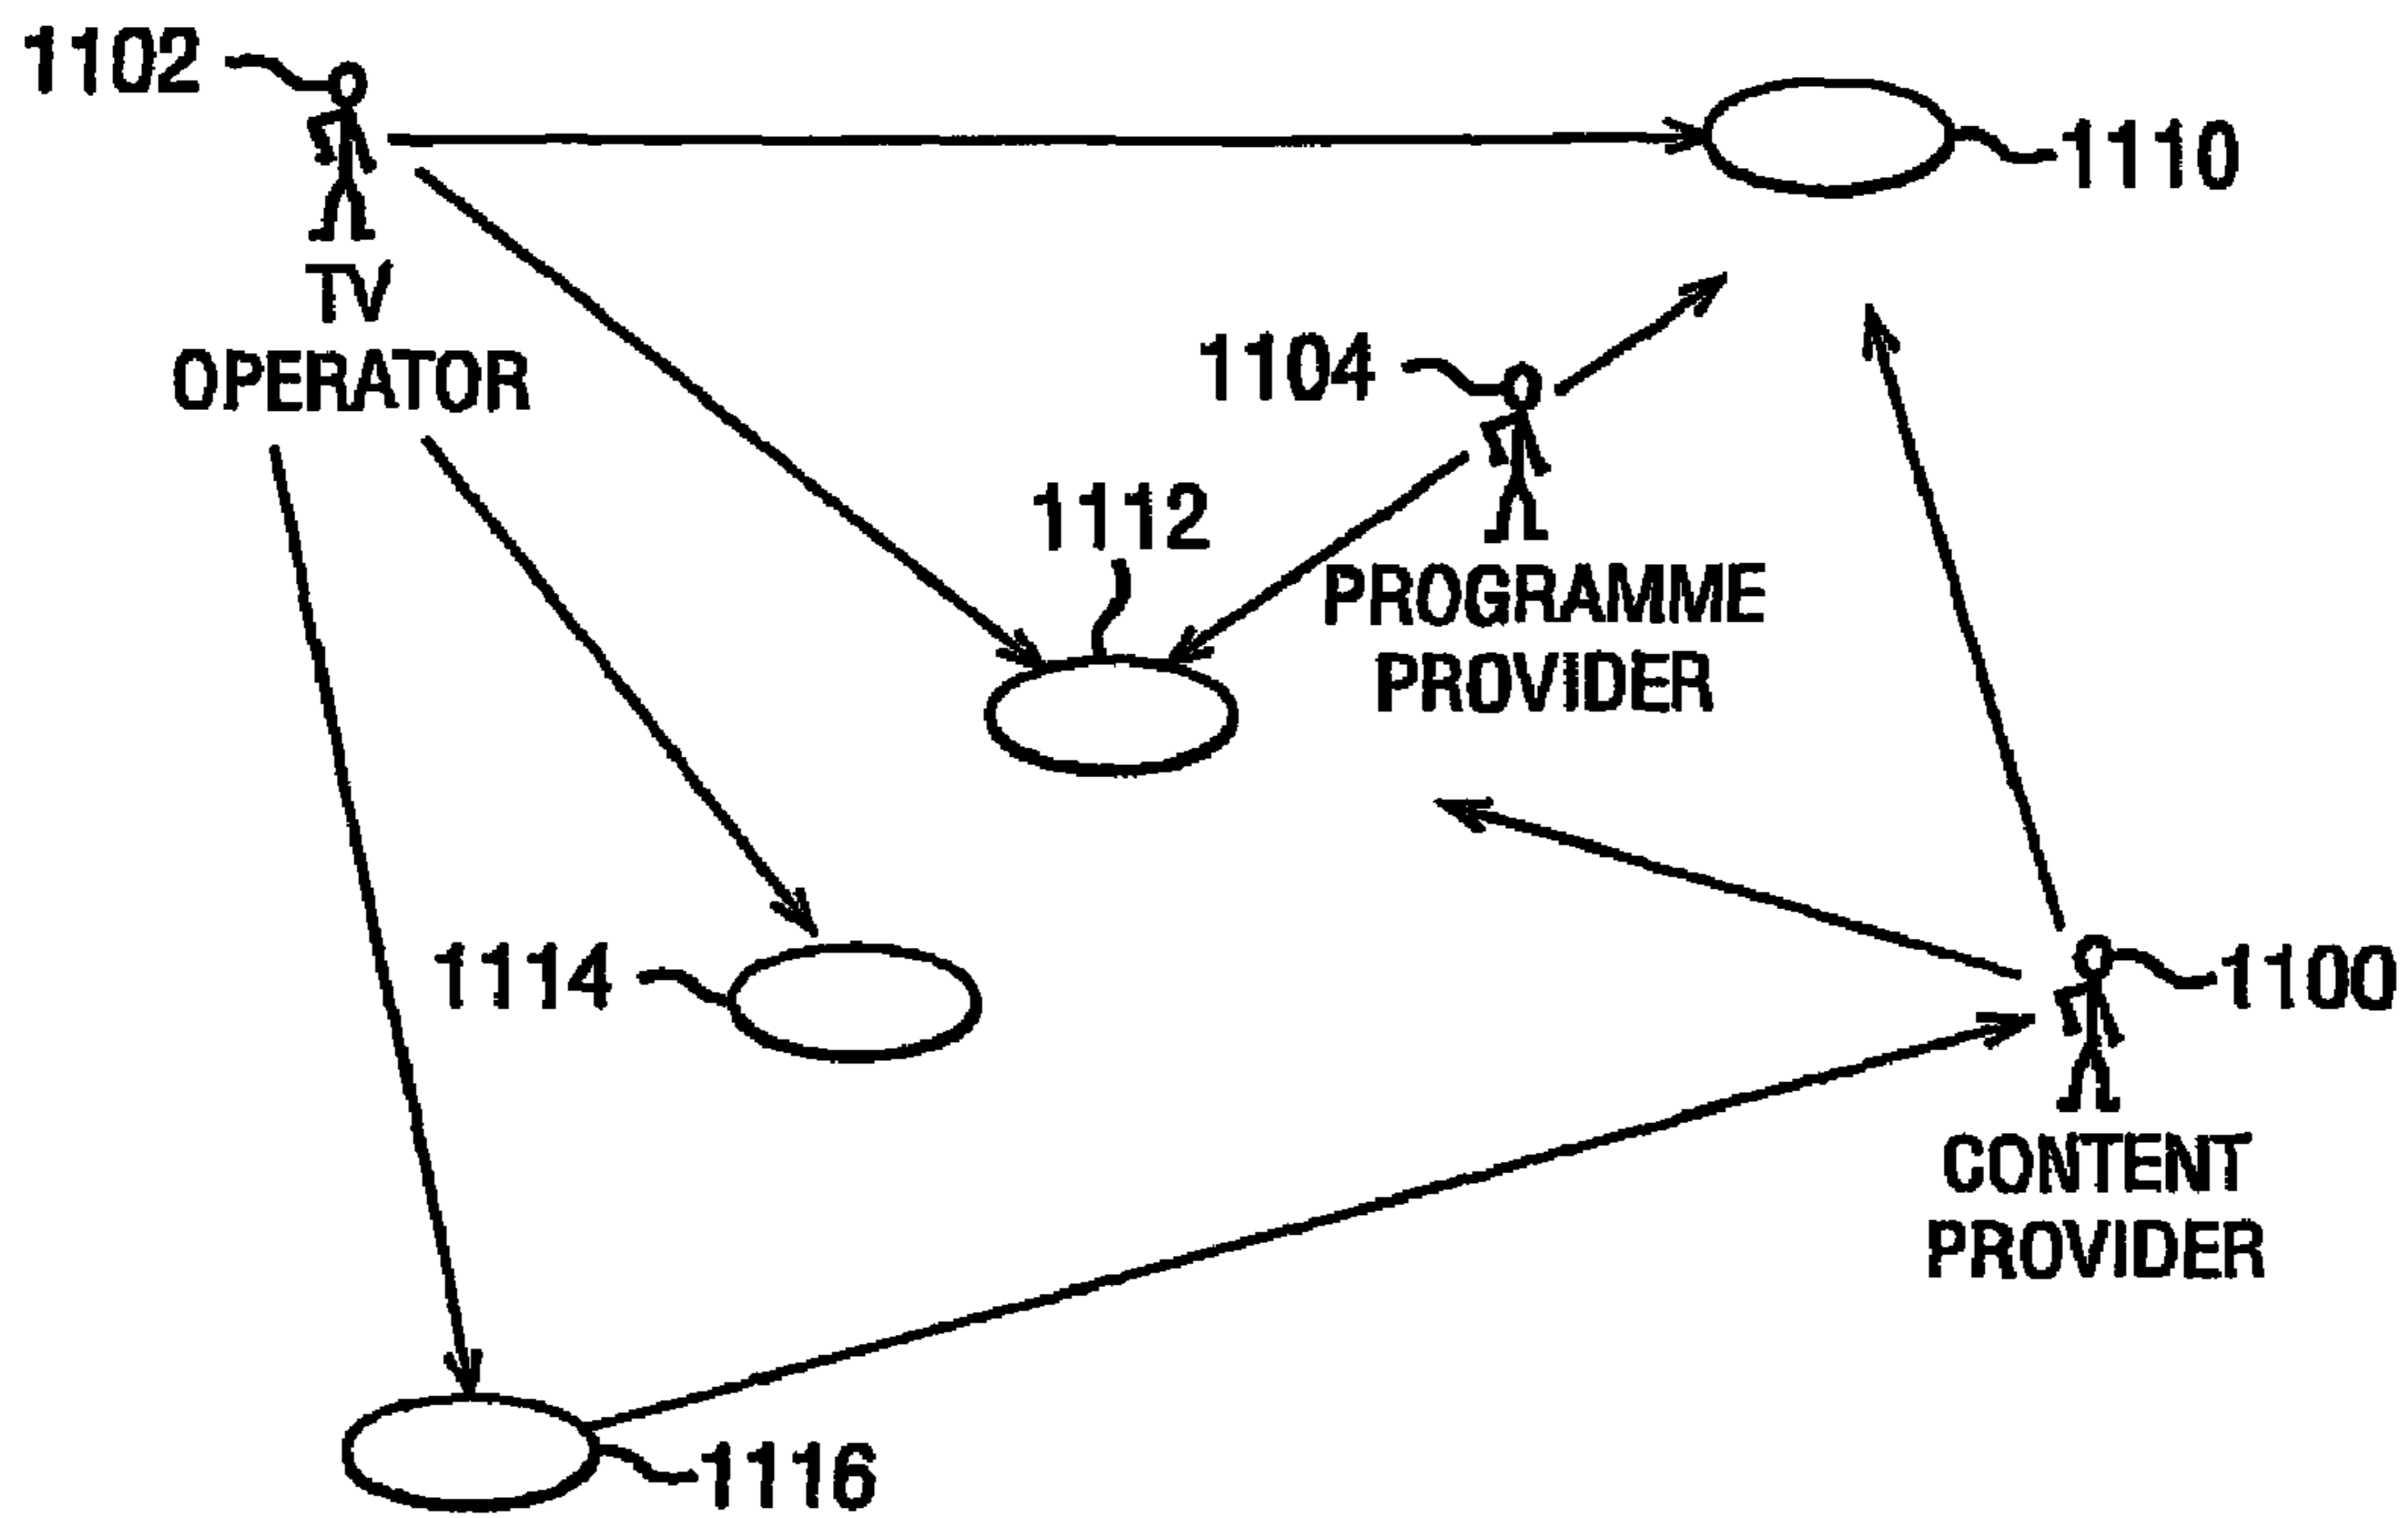 1102
1110
TV
OPERATOR
1104
1112
PROGRAMME
PROVIDER
1114
1100
CONTENT
PROVIDER
1116